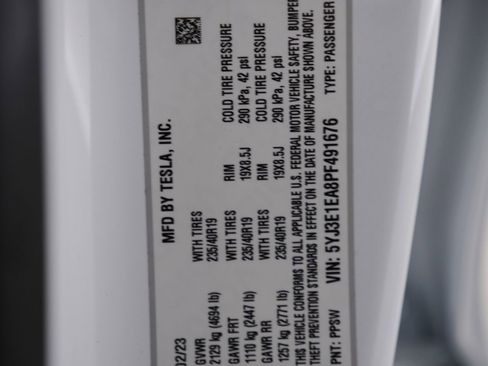 MFD BY TESLA, INC.
02/23
GVWR
2129 kg (4694 lb)
WITH TIRES
235/40R19
GAWR FRT
1110 kg (2447 lb)
WITH TIRES
235/40R19
RIM
19X8.5J
COLD TIRE PRESSURE
290 kPa, 42 psi
GAWR RR
1257 kg (2771 lb)
WITH TIRES
235/40R19
RIM
19X8.5J
COLD TIRE PRESSURE
290 kPa, 42 psi
THIS VEHICLE CONFORMS TO ALL APPLICABLE U.S. FEDERAL MOTOR VEHICLE SAFETY, BUMPER
THEFT PREVENTION STANDARDS IN EFFECT ON THE DATE OF MANUFACTURE SHOWN ABOVE.
PNT: PPSW VIN: 5YJ3E1EA8PF491676 TYPE: PASSENGER